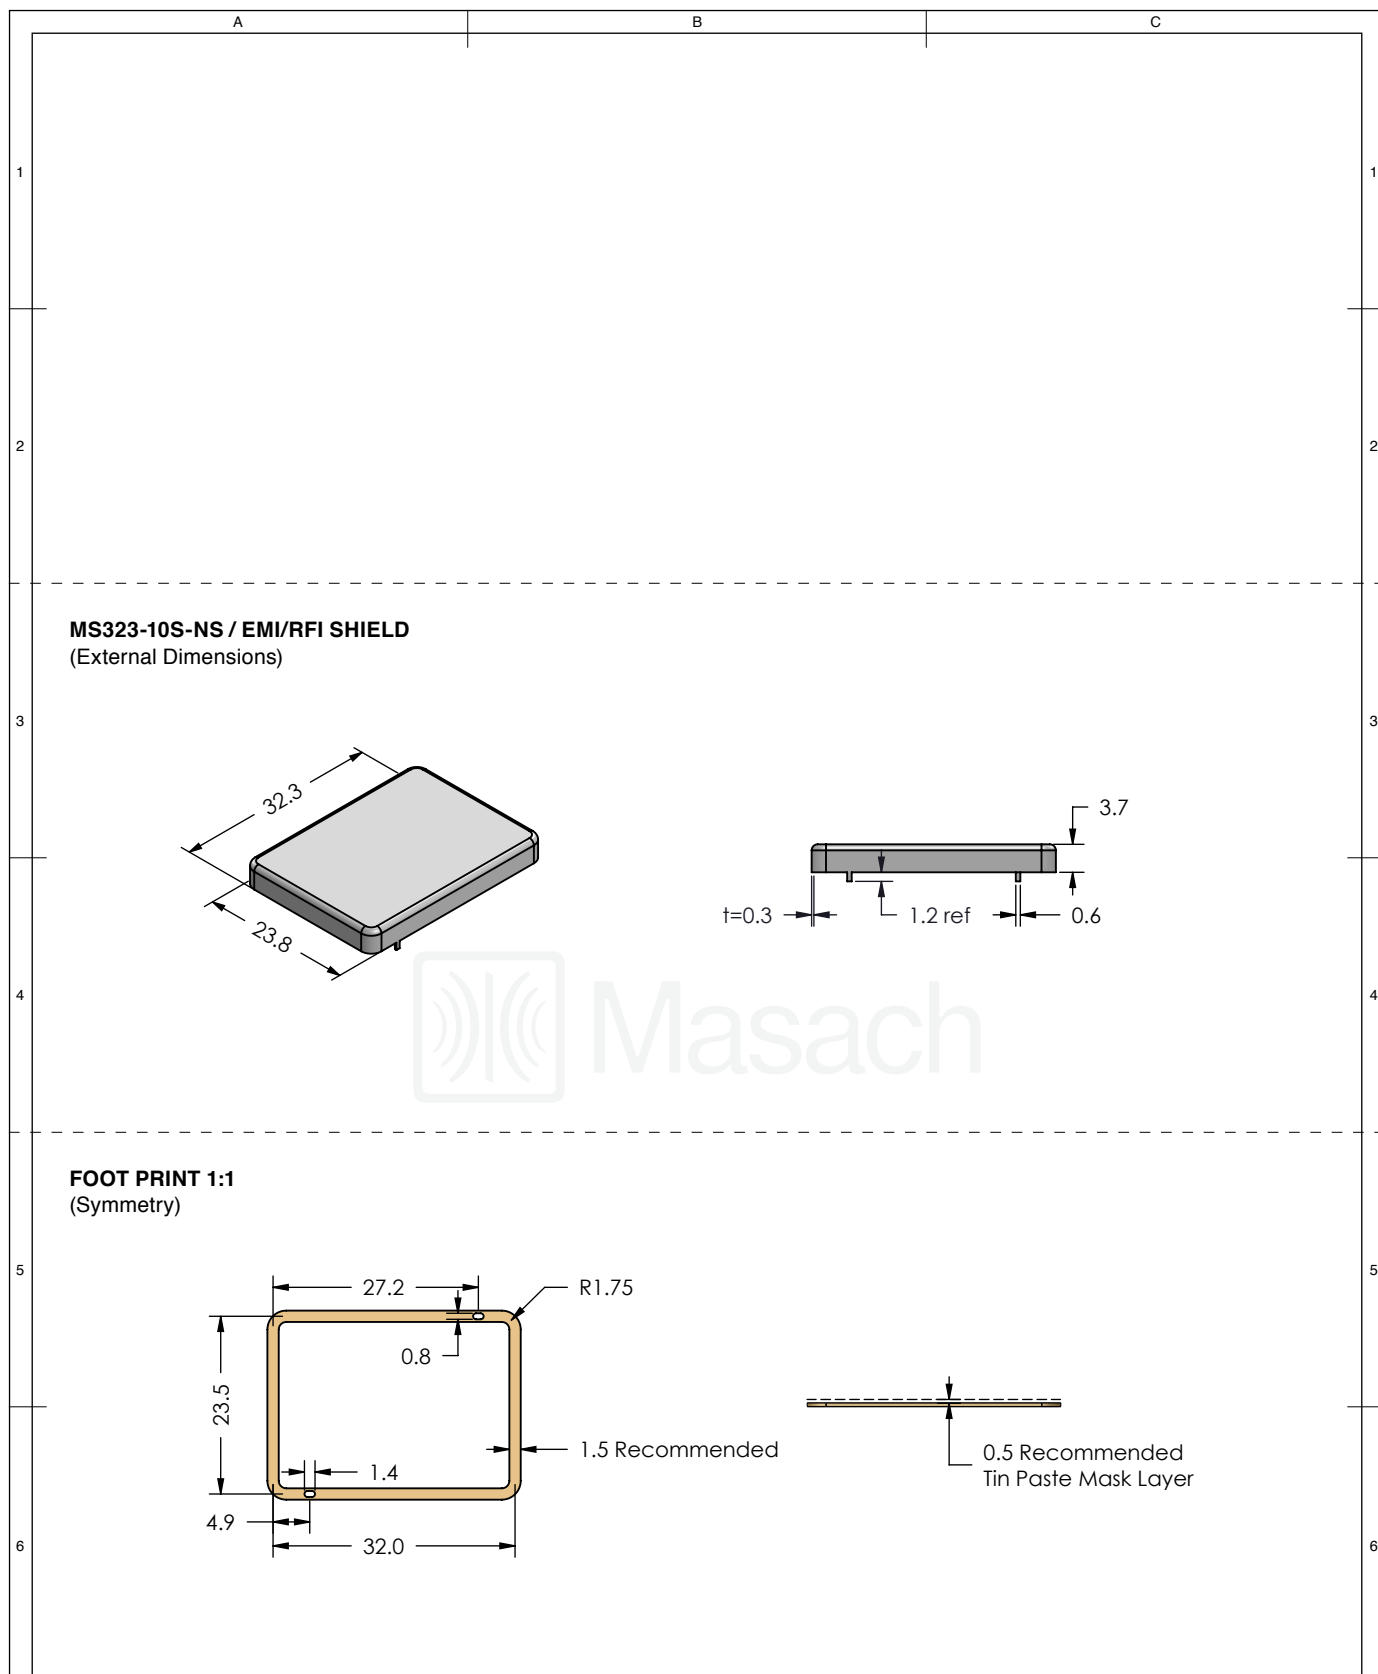 A B C
1 1
2 2
MS323-10S-NS / EMI/RFI SHIELD
(External Dimensions)
3 3
32.3
23.8
3.7
t=0.3
1.2 ref
0.6
4 4
Masach
FOOT PRINT 1:1
(Symmetry)
5 5
27.2
R1.75
0.8
23.5
1.5 Recommended
0.5 Recommended
Tin Paste Mask Layer
1.4
4.9
32.0
6 6